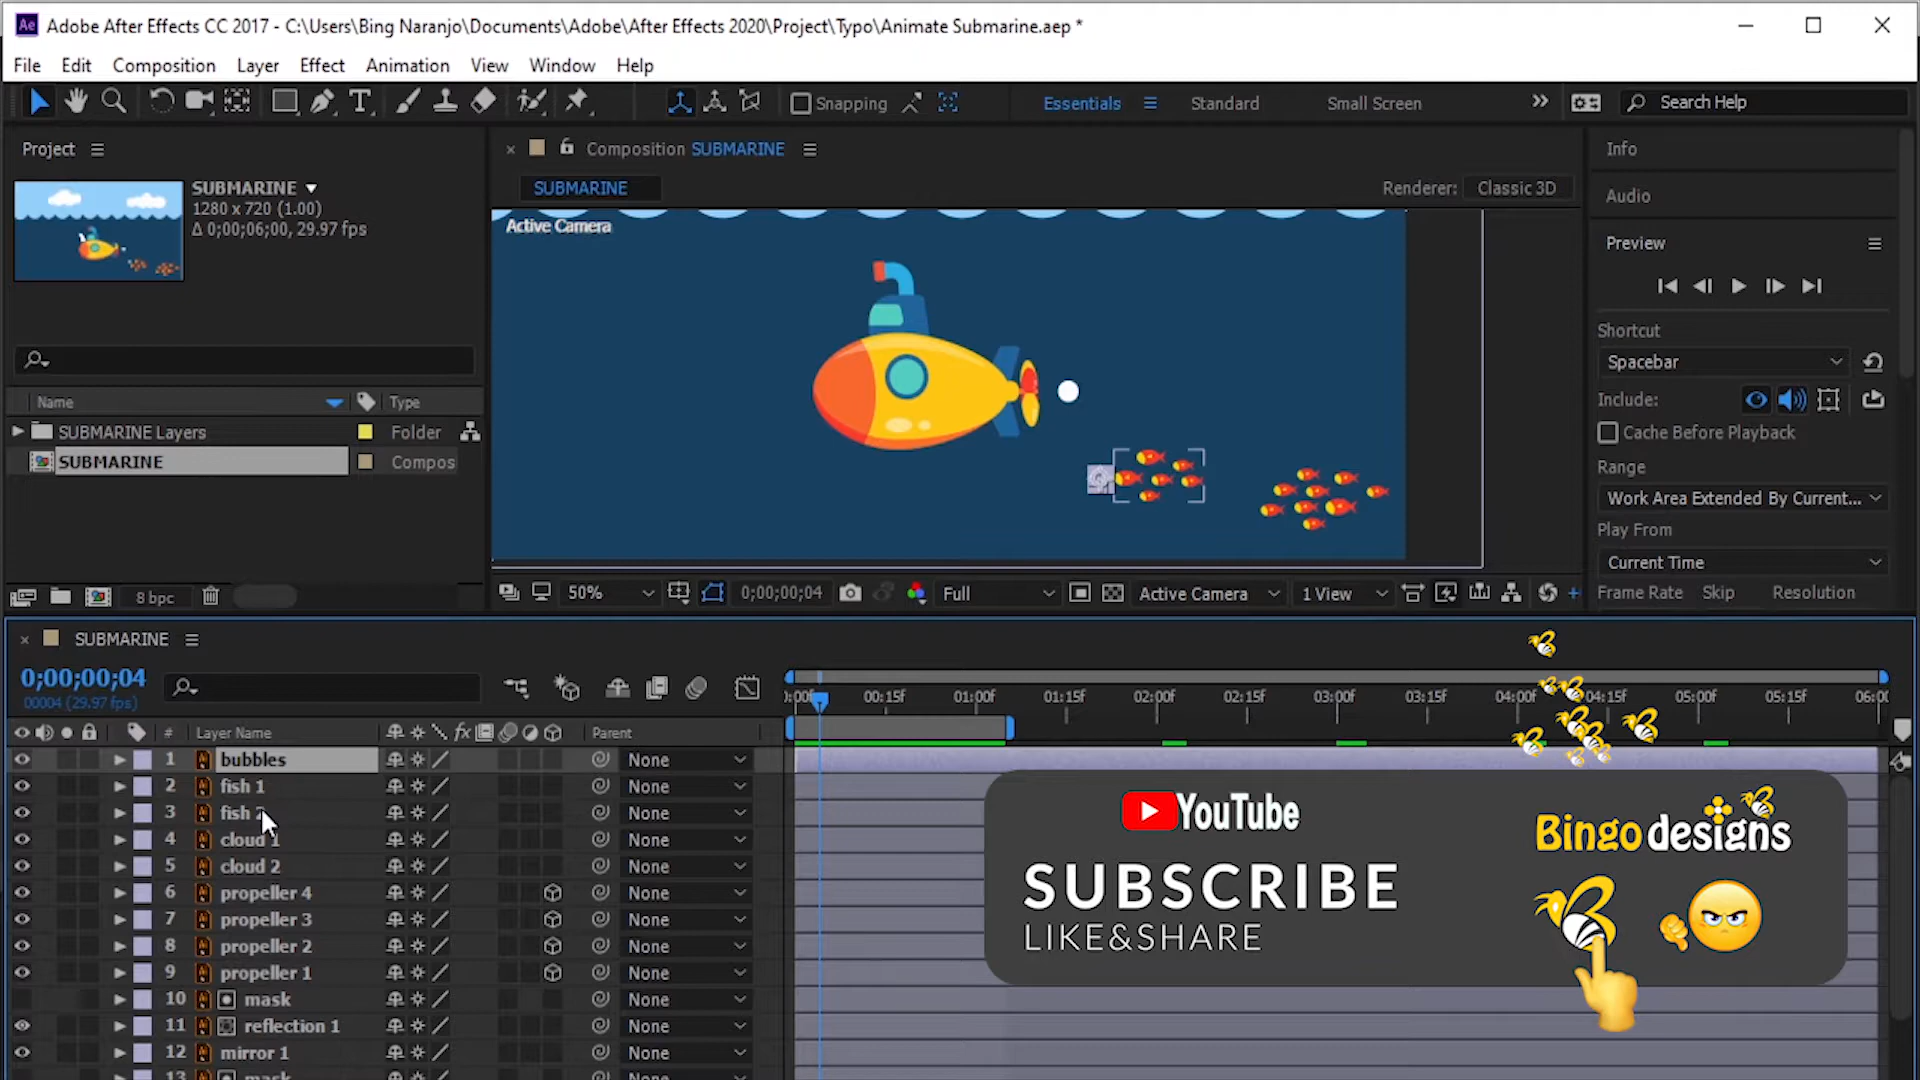 Ae Adobe After Effects CC 2017 - C:\Users\Bing Naranjo\Documents\Adobe\After Effects 2020\Project\Typo\Animate Submarine.aep *
File Edit Composition Layer Effect Animation View Window Help
Snapping Essentials Standard Small Screen Search Help
Project
SUBMARINE
1280 x 720 (1.00)
Δ 0;00;06;00, 29.97 fps
Name Type
SUBMARINE Layers Folder
SUBMARINE Compos
8 bpc
Composition SUBMARINE
SUBMARINE
Renderer: Classic 3D
Active Camera
50% 0;00;00;04 Full Active Camera 1 View
Info
Audio
Preview
Shortcut
Spacebar
Include:
Cache Before Playback
Range
Work Area Extended By Current...
Play From
Current Time
Frame Rate Skip Resolution
SUBMARINE
0;00;00;04
00004 (29.97 fps)
00:15f 01:00f 01:15f 02:00f 02:15f 03:00f 03:15f 04:00f 04:15f 05:00f 05:15f
# Layer Name fx Parent
1 bubbles None
2 fish 1 None
3 fish 2 None
4 cloud 1 None
5 cloud 2 None
6 propeller 4 None
7 propeller 3 None
8 propeller 2 None
9 propeller 1 None
10 mask None
11 reflection 1 None
12 mirror 1 None
13 mask
YouTube
SUBSCRIBE
LIKE&SHARE
Bingo designs